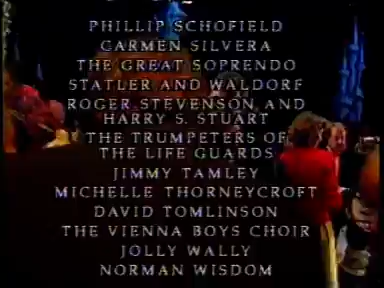 PHILLIP SCHOFIELD
CARMEN SILVERA
THE GREAT SOPRENDO
STATLER AND WALDORF
ROGER STEVENSON AND
HARRY S. STUART
THE TRUMPETERS OF
THE LIFE GUARDS
JIMMY TAMLEY
MICHELLE THORNEYCROFT
DAVID TOMLINSON
THE VIENNA BOYS CHOIR
JOLLY WALLY
NORMAN WISDOM